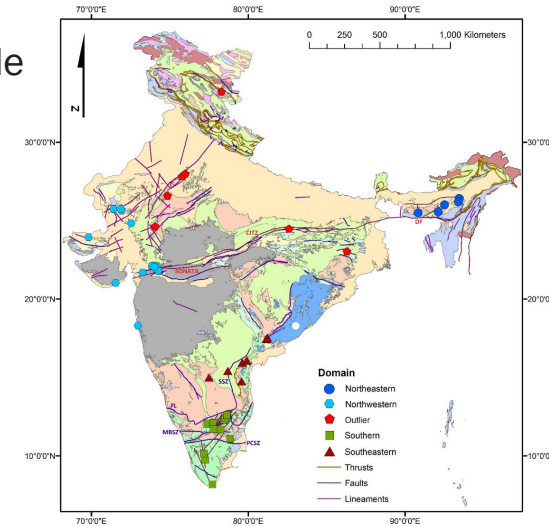 70°0'0"E 80°0'0"E 90°0'0"E
le
0 250 500 1,000 Kilometers
N
30°0'0"N 30°0'0"N
CITZ
DF
SONATA
20°0'0"N 20°0'0"N
SSZ
FL
MBSZ
PCSZ
Domain
Northeastern
Northwestern
Outlier
Southern
Southeastern
Thrusts
Faults
Lineaments
10°0'0"N 10°0'0"N
70°0'0"E 80°0'0"E 90°0'0"E